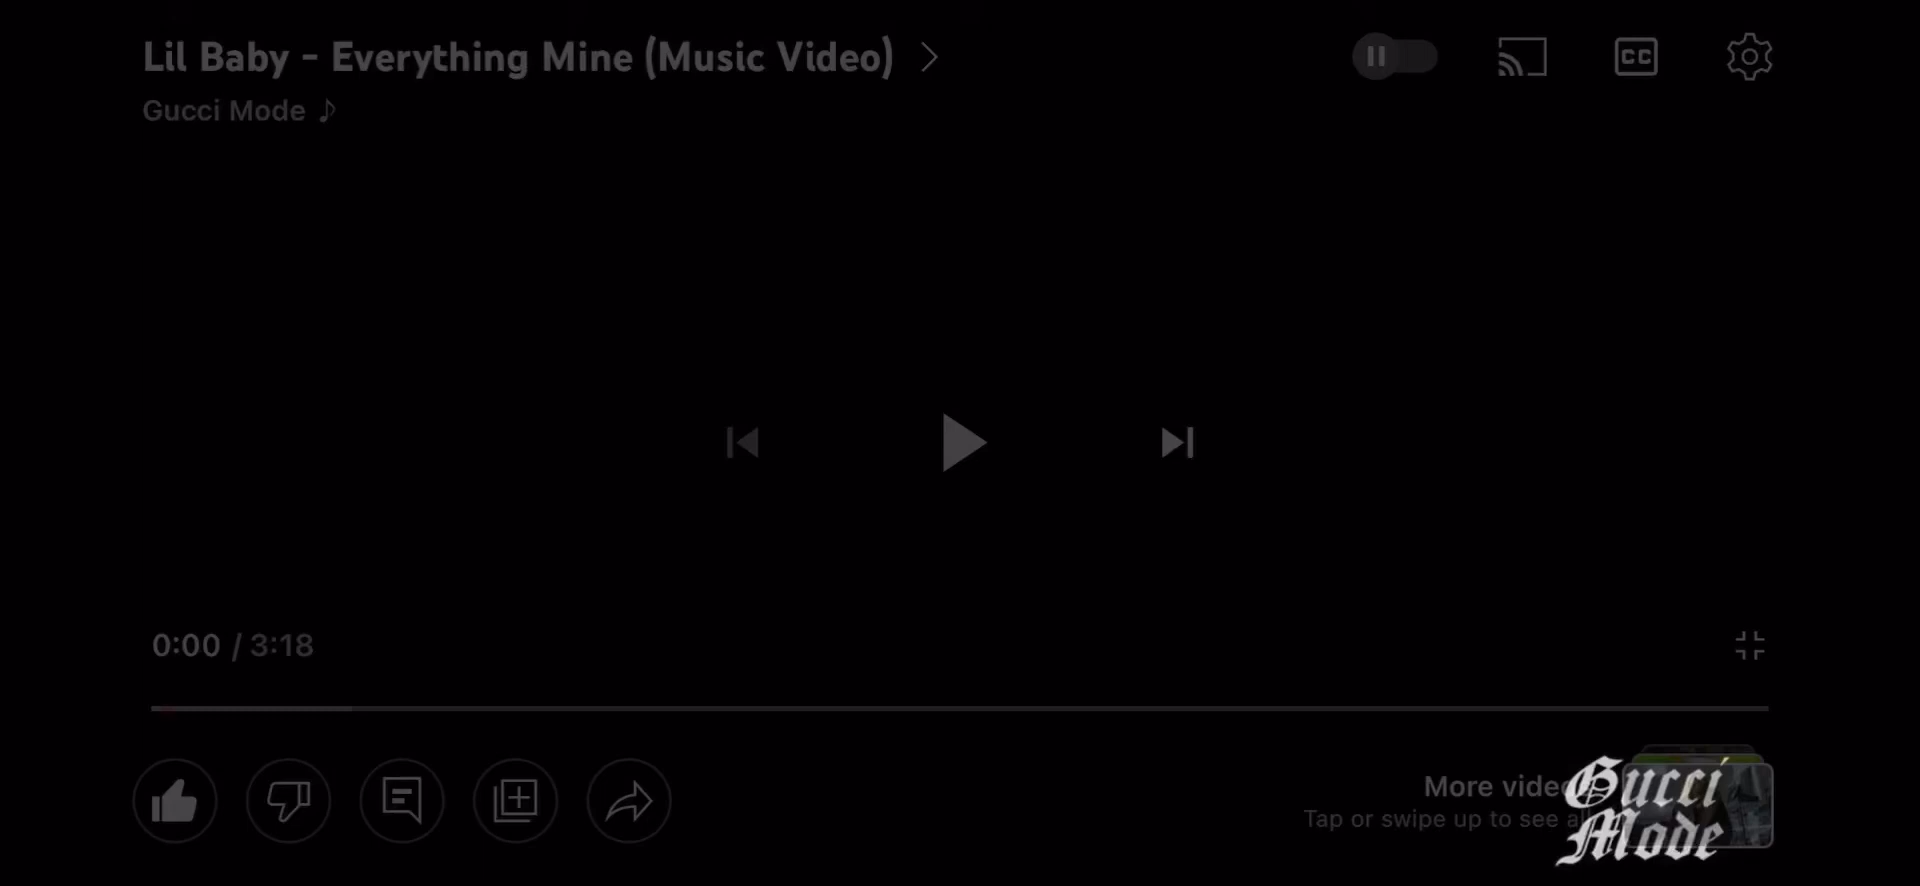 Lil Baby - Everything Mine (Music Video)
Gucci Mode ♪
CC
0:00 / 3:18
More video
Tap or swipe up to see a
Gucci
Mode